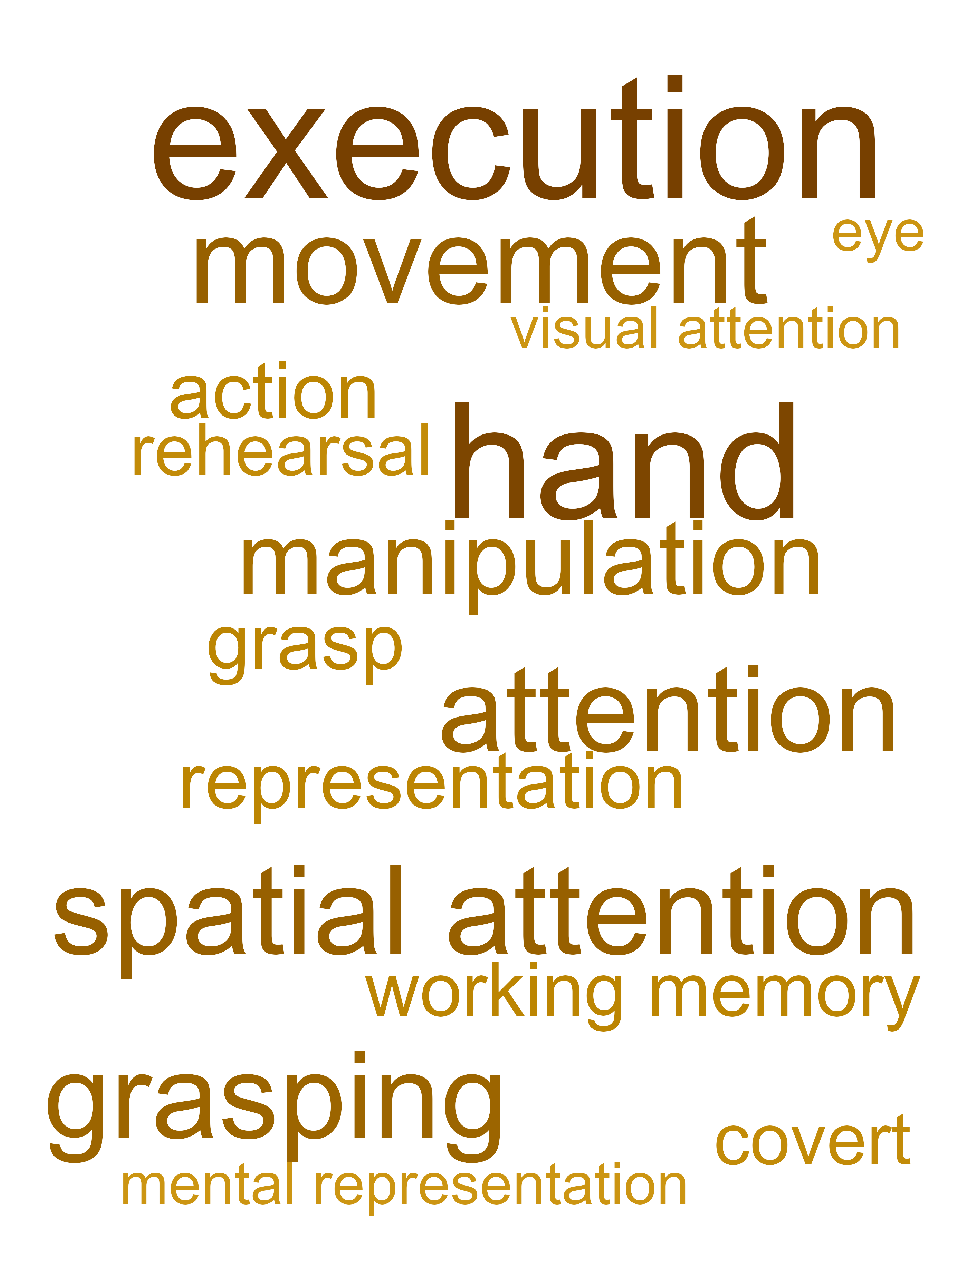 execution
movement
eye
visual attention
action
rehearsal
hand
manipulation
grasp
attention
representation
spatial attention
working memory
grasping
covert
mental representation